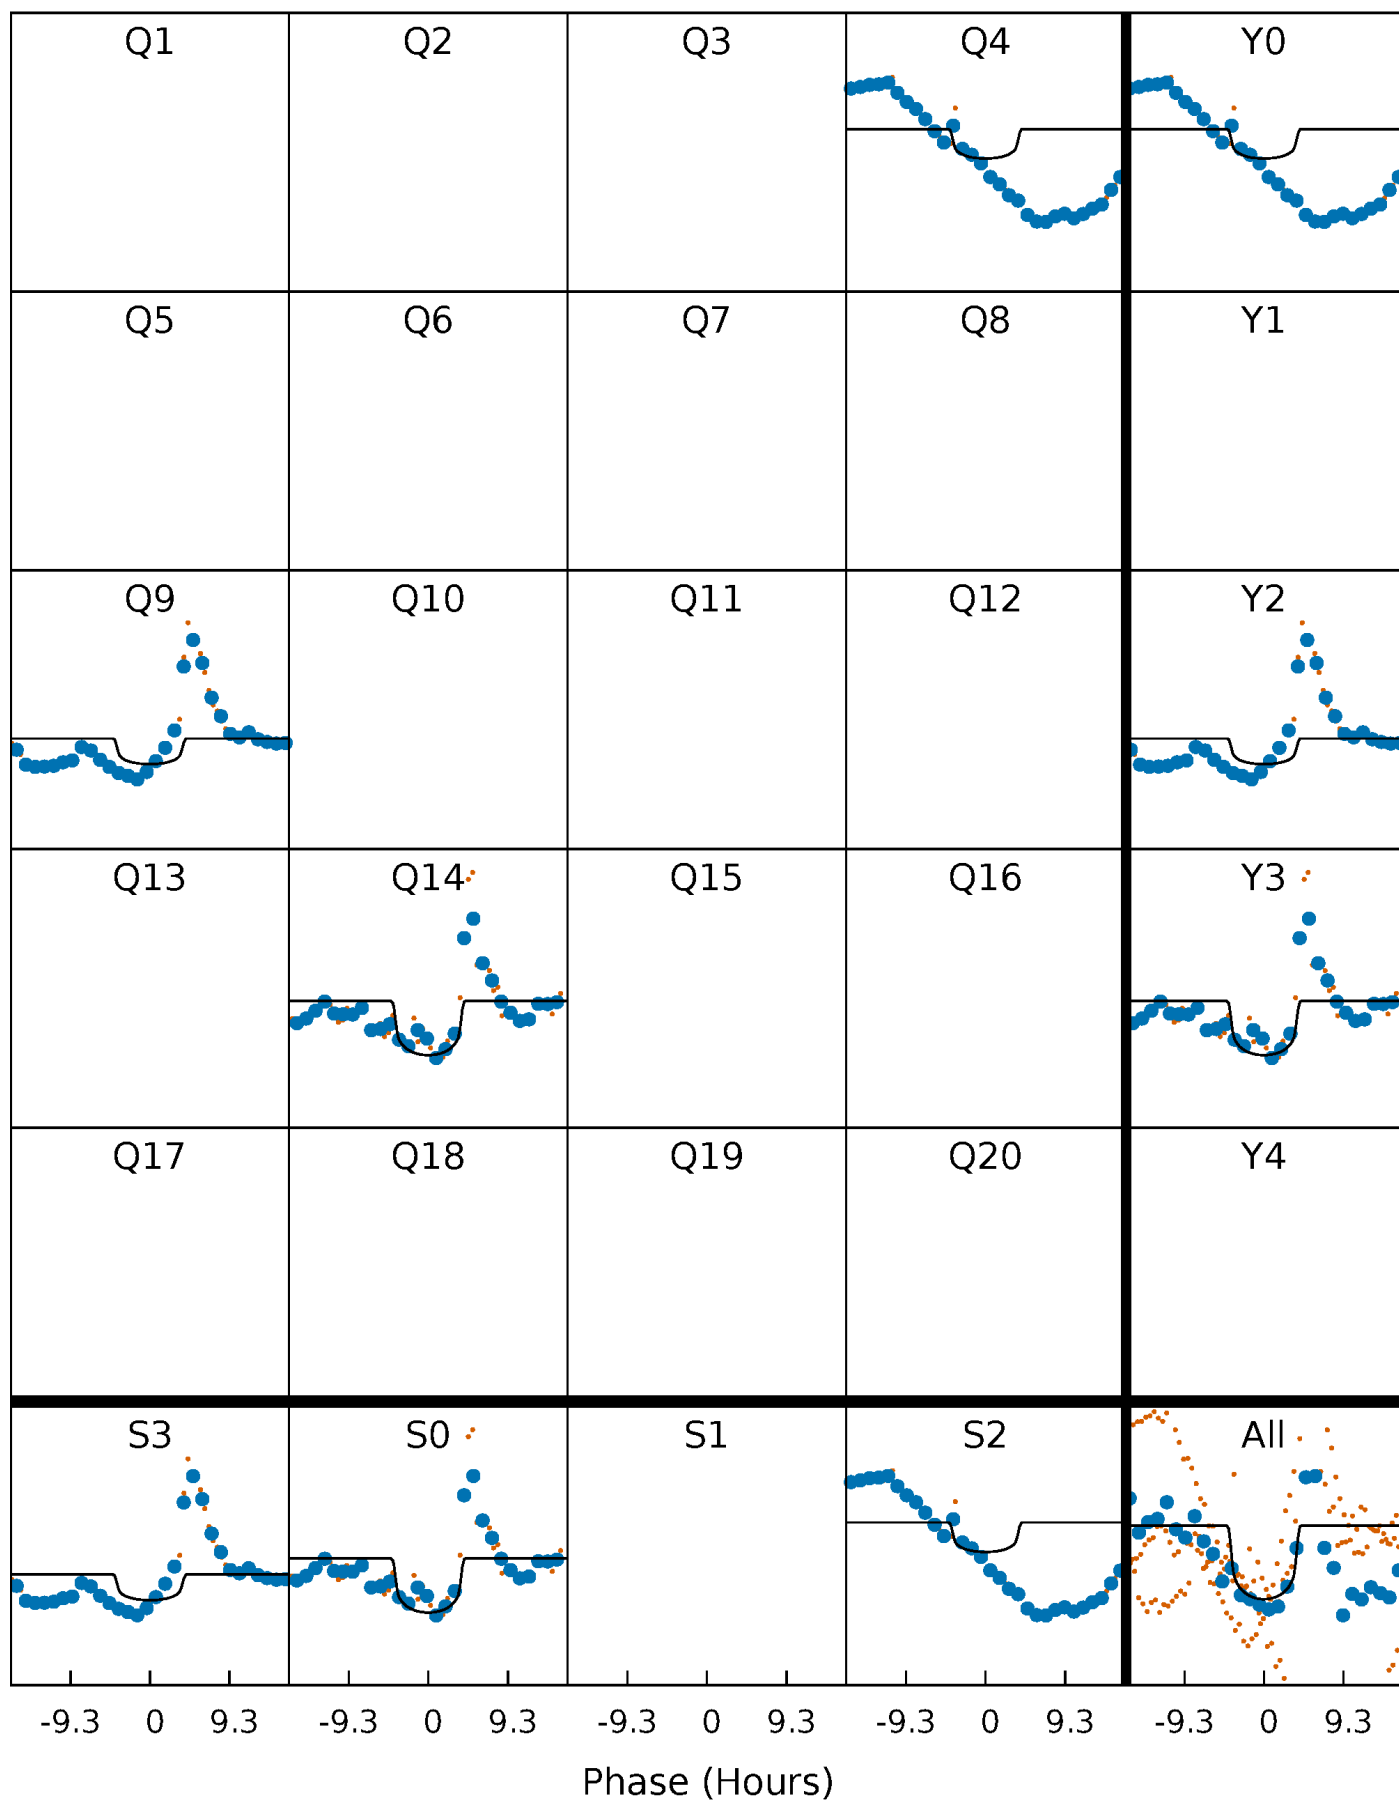 Q1 Q2 Q3 Q4 Y0
Q5 Q6 Q7 Q8 Y1
Q9 Q10 Q11 Q12 Y2
Q13 Q14 Q15 Q16 Y3
Q17 Q18 Q19 Q20 Y4
S3 S0 S1 S2 All
-9.3 0 9.3 -9.3 0 9.3 -9.3 0 9.3 -9.3 0 9.3 -9.3 0 9.3
Phase (Hours)